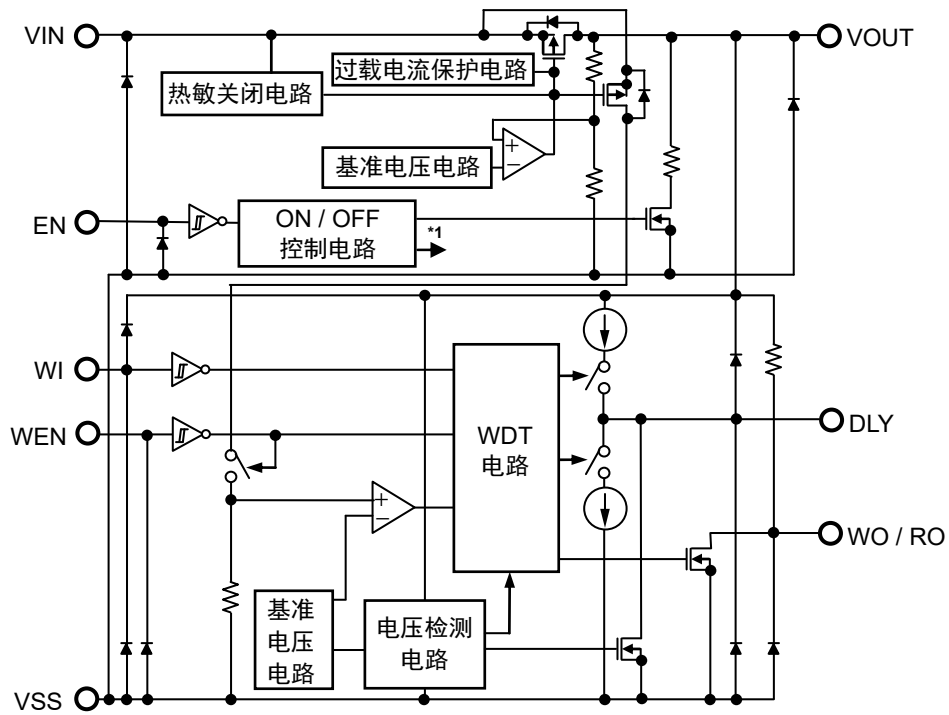 VIN
VOUT
过载电流保护电路
热敏关闭电路
基准电压电路
+
−
EN
ON / OFF
控制电路
*1
WI
WEN
WDT
电路
DLY
+
−
WO / RO
基准
电压
电路
电压检测
电路
VSS